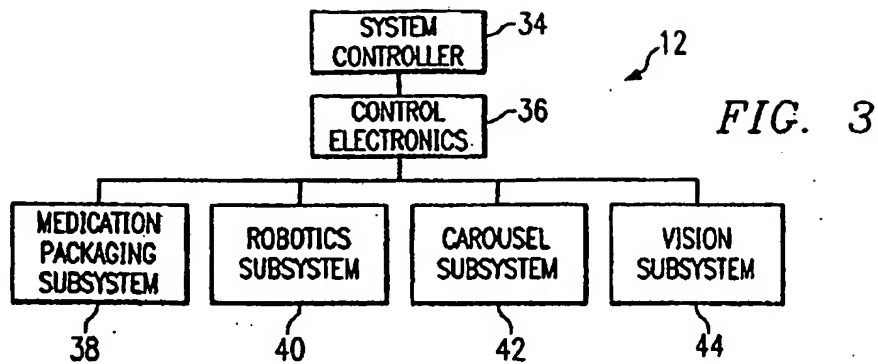 SYSTEM
CONTROLLER
34
12
CONTROL
ELECTRONICS
36
FIG. 3
MEDICATION
PACKAGING
SUBSYSTEM
ROBOTICS
SUBSYSTEM
CAROUSEL
SUBSYSTEM
VISION
SUBSYSTEM
38
40
42
44